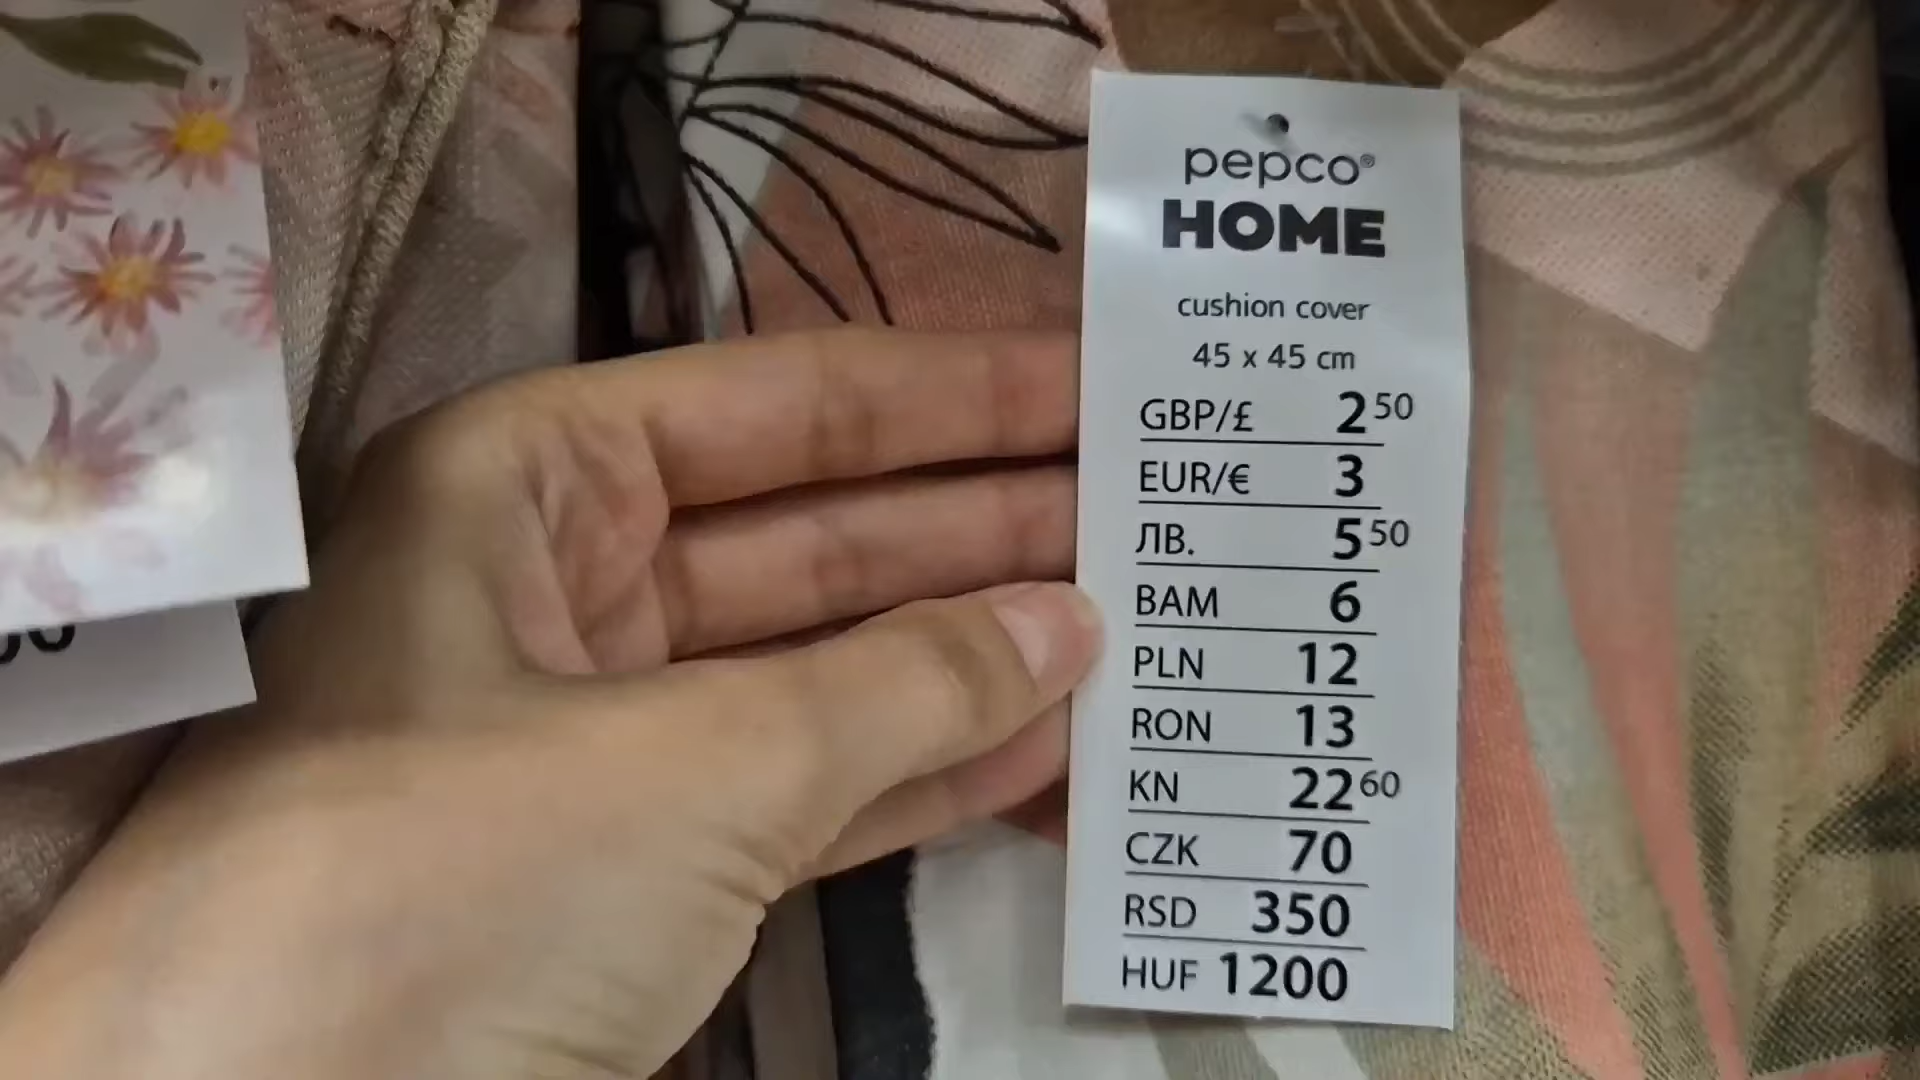 pepco®
HOME
cushion cover
45 x 45 cm
GBP/£ 2 50
EUR/€ 3
ЛВ. 5 50
BAM 6
PLN 12
RON 13
KN 22 60
CZK 70
RSD 350
HUF 1200